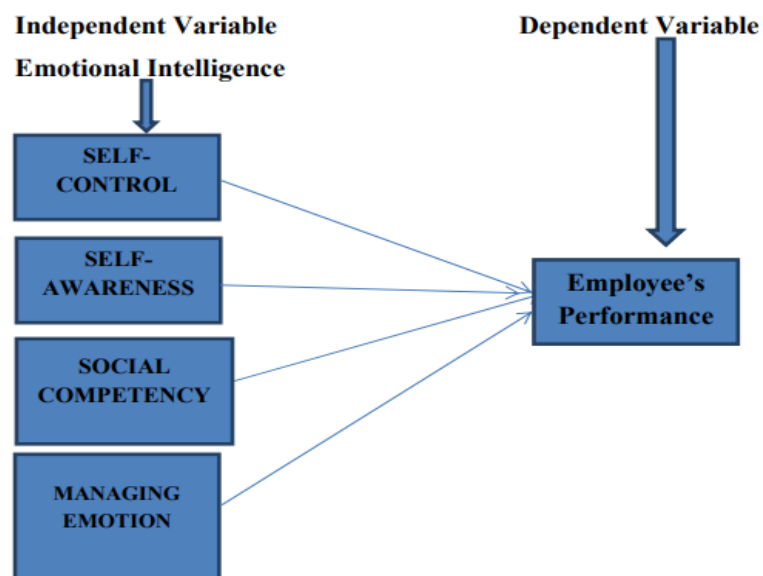 Independent Variable
Emotional Intelligence
Dependent Variable
SELF-
CONTROL
SELF-
AWARENESS
SOCIAL
COMPETENCY
MANAGING
EMOTION
Employee’s
Performance